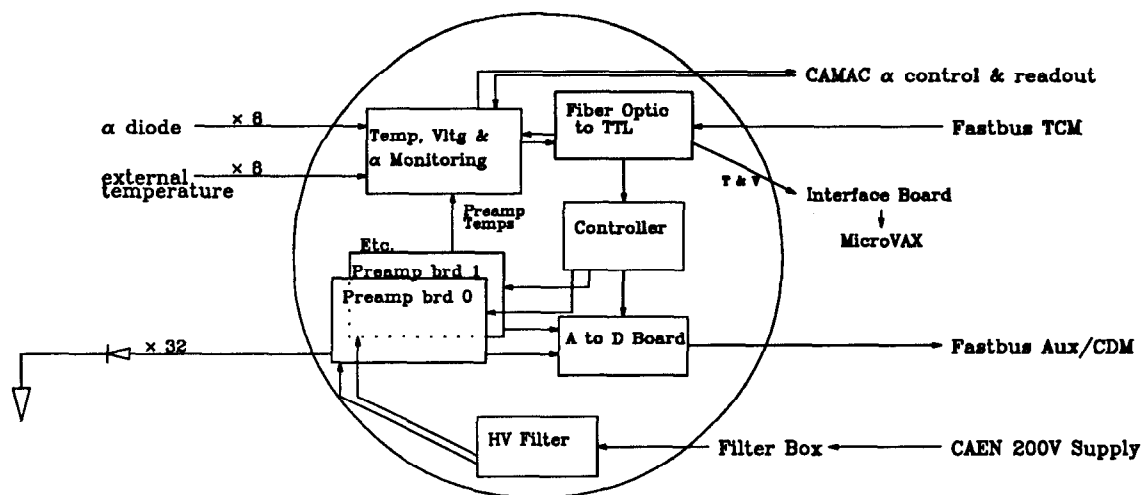 CAMAC α control & readout
α diode
× 8
Temp, Vltg &
α Monitoring
Fiber Optic
to TTL
Fastbus TCM
external
temperature
× 8
T & V
Interface Board
MicroVAX
Preamp
Temps
Controller
Etc.
Preamp brd 1
Preamp brd 0
× 32
A to D Board
Fastbus Aux/CDM
HV Filter
Filter Box
CAEN 200V Supply